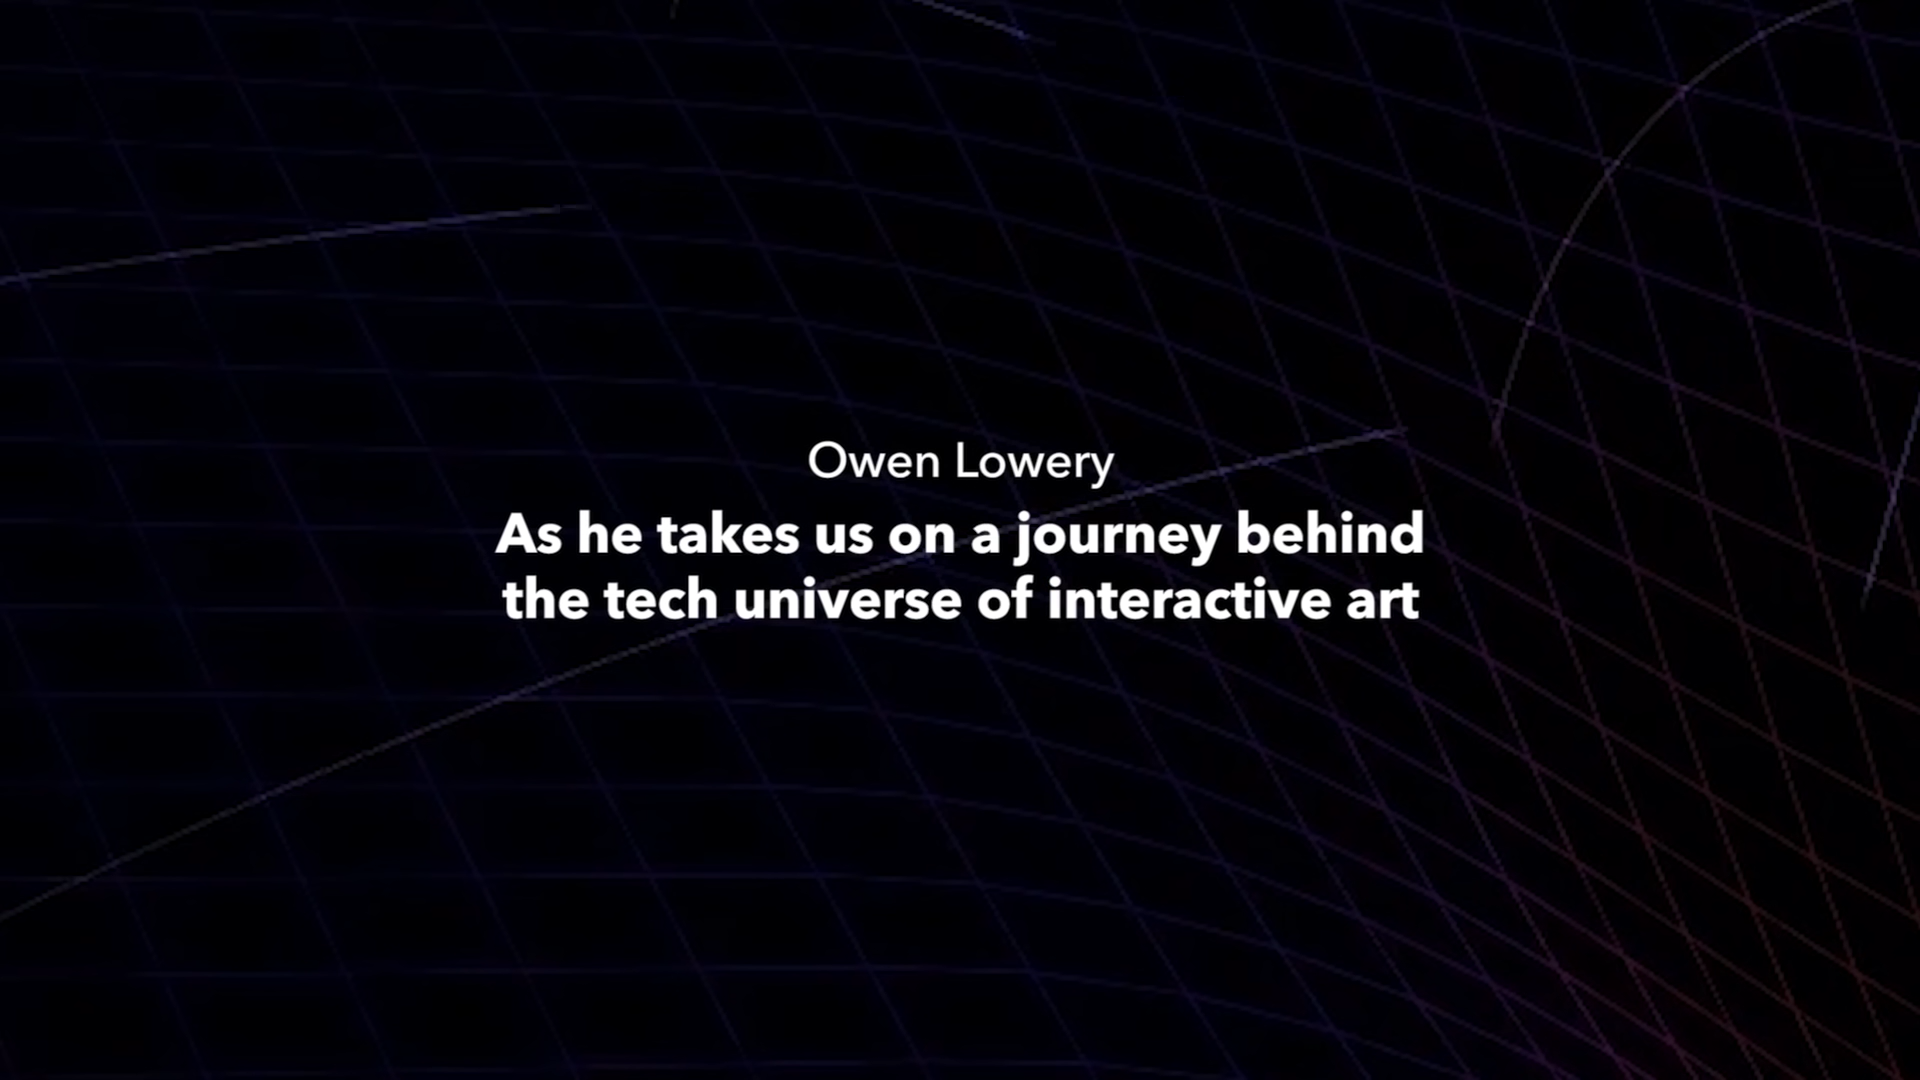 Owen Lowery
As he takes us on a journey behind
the tech universe of interactive art